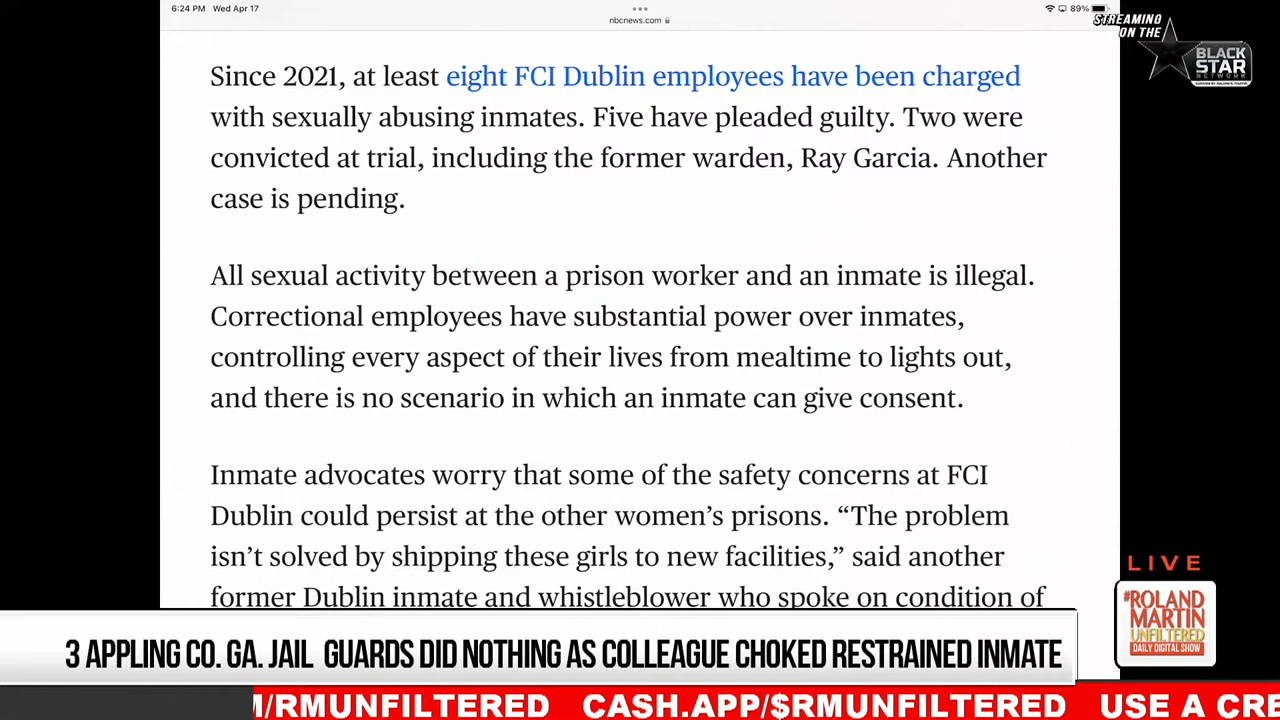 6:24 PM Wed Apr 17
nbcnews.com
89%
STREAMING
ON THE
BLACK
STAR
NETWORK
Since 2021, at least eight FCI Dublin employees have been charged
with sexually abusing inmates. Five have pleaded guilty. Two were
convicted at trial, including the former warden, Ray Garcia. Another
case is pending.
All sexual activity between a prison worker and an inmate is illegal.
Correctional employees have substantial power over inmates,
controlling every aspect of their lives from mealtime to lights out,
and there is no scenario in which an inmate can give consent.
Inmate advocates worry that some of the safety concerns at FCI
Dublin could persist at the other women’s prisons. “The problem
isn’t solved by shipping these girls to new facilities,” said another
former Dublin inmate and whistleblower who spoke on condition of
LIVE
#ROLAND
MARTIN
UNFILTERED
DAILY DIGITAL SHOW
3 APPLING CO. GA. JAIL GUARDS DID NOTHING AS COLLEAGUE CHOKED RESTRAINED INMATE
M/RMUNFILTERED CASH.APP/$RMUNFILTERED USE A CRE